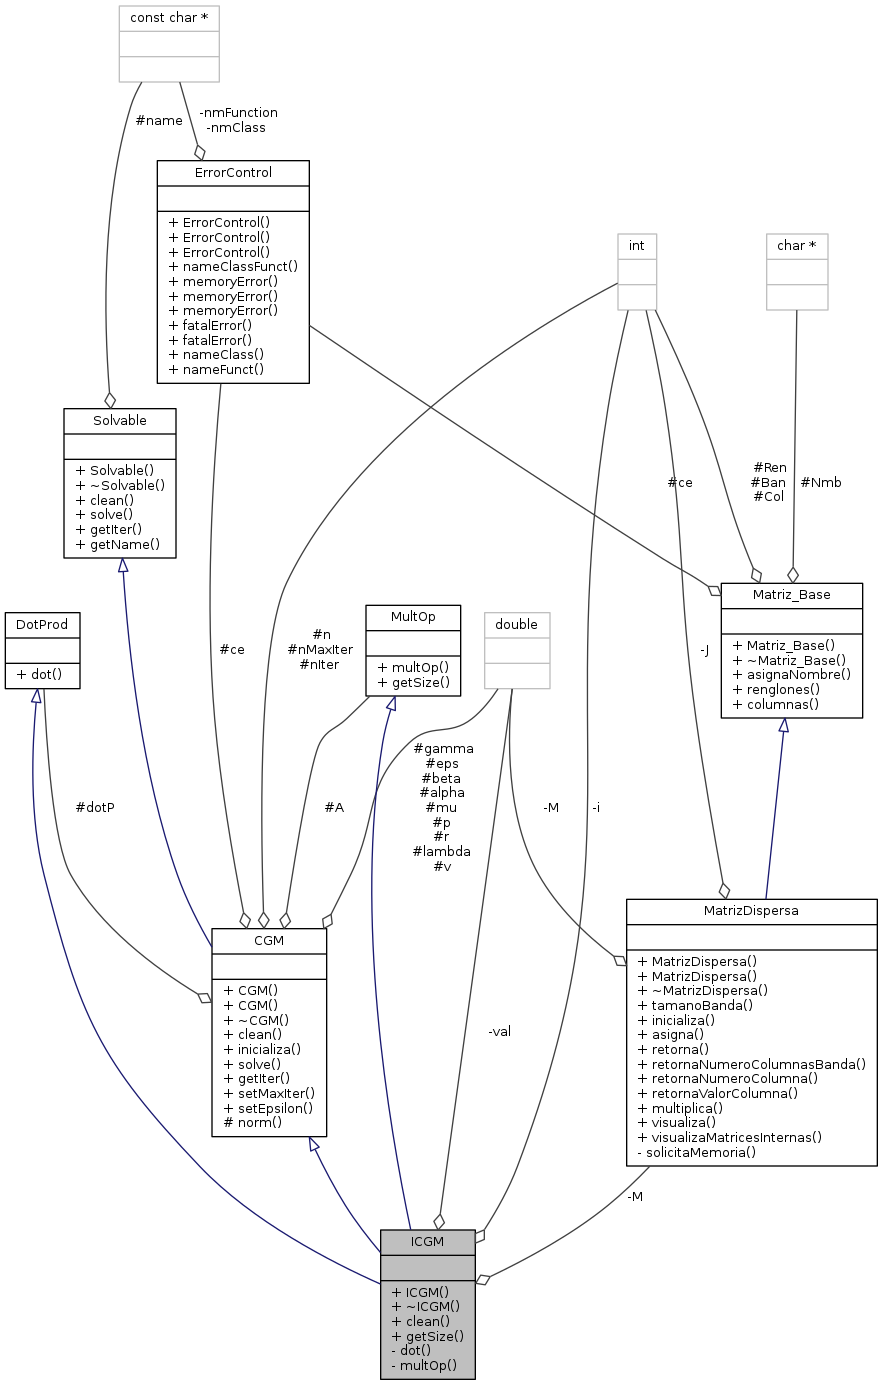 const char *
#name
-nmFunction
-nmClass
ErrorControl
+ ErrorControl()
+ ErrorControl()
+ ErrorControl()
+ nameClassFunct()
+ memoryError()
+ memoryError()
+ memoryError()
+ fatalError()
+ fatalError()
+ nameClass()
+ nameFunct()
int
char *
Solvable
+ Solvable()
+ ~Solvable()
+ clean()
+ solve()
+ getIter()
+ getName()
#ce
#Ren
#Ban
#Col
#Nmb
DotProd
+ dot()
#ce
#n
#nMaxIter
#nIter
MultOp
+ multOp()
+ getSize()
double
-J
Matriz_Base
+ Matriz_Base()
+ ~Matriz_Base()
+ asignaNombre()
+ renglones()
+ columnas()
#dotP
#A
#gamma
#eps
#beta
#alpha
#mu
#p
#r
#lambda
#v
-M
-i
CGM
+ CGM()
+ CGM()
+ ~CGM()
+ clean()
+ inicializa()
+ solve()
+ getIter()
+ setMaxIter()
+ setEpsilon()
# norm()
-val
MatrizDispersa
+ MatrizDispersa()
+ MatrizDispersa()
+ ~MatrizDispersa()
+ tamanoBanda()
+ inicializa()
+ asigna()
+ retorna()
+ retornaNumeroColumnasBanda()
+ retornaNumeroColumna()
+ retornaValorColumna()
+ multiplica()
+ visualiza()
+ visualizaMatricesInternas()
- solicitaMemoria()
-M
ICGM
+ ICGM()
+ ~ICGM()
+ clean()
+ getSize()
- dot()
- multOp()